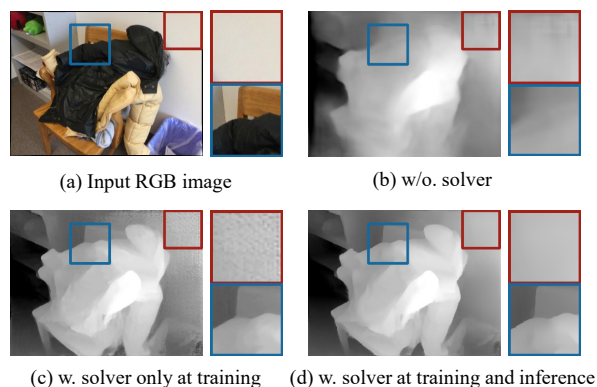 (a) Input RGB image
(b) w/o. solver
(c) w. solver only at training
(d) w. solver at training and inference